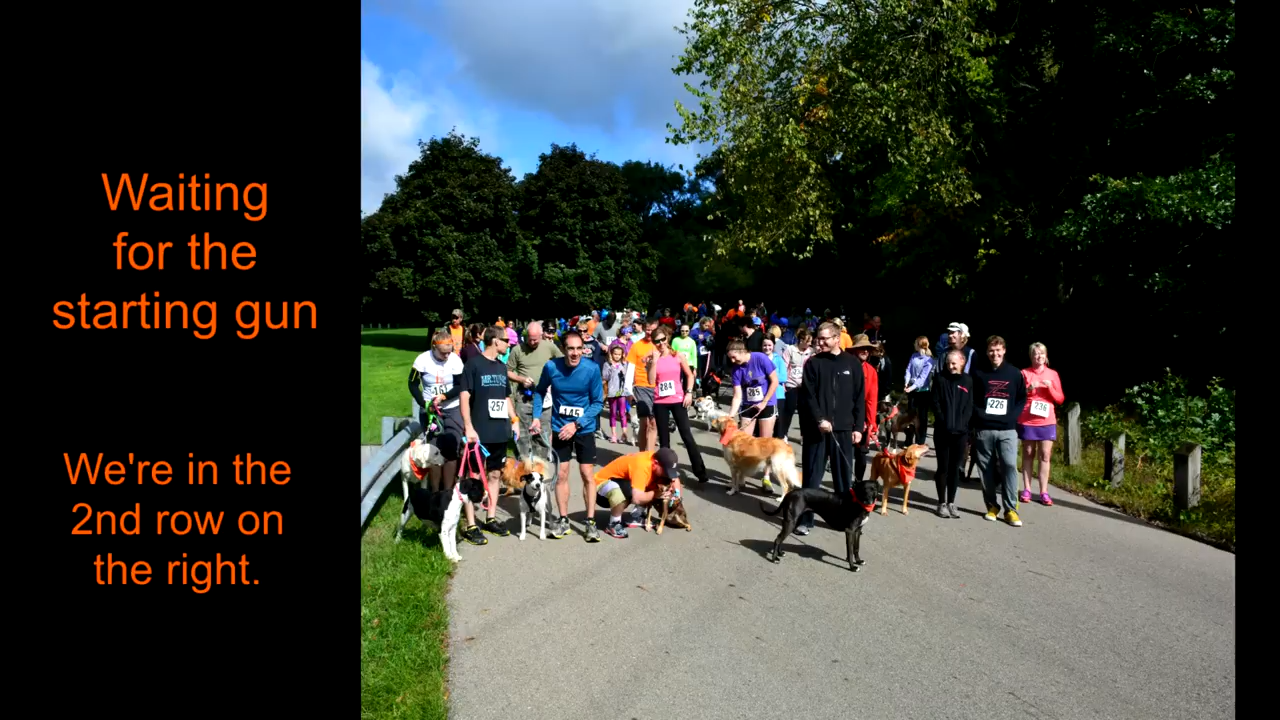 Waiting
for the
starting gun
We're in the
2nd row on
the right.
257
145
284
226
236